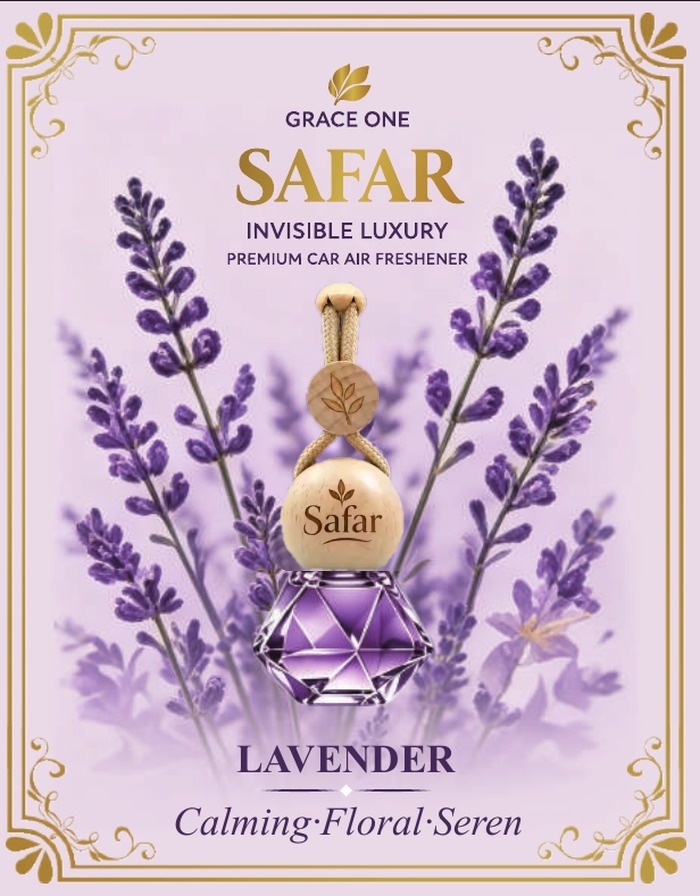 GRACE ONE
SAFAR
INVISIBLE LUXURY
PREMIUM CAR AIR FRESHENER
Safar
LAVENDER
Calming·Floral·Seren